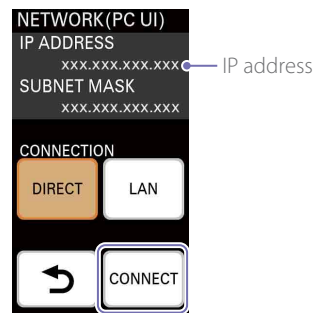 NETWORK(PC UI)
IP ADDRESS
xxx.xxx.xxx.xxx
IP address
SUBNET MASK
xxx.xxx.xxx.xxx
CONNECTION
DIRECT
LAN
CONNECT